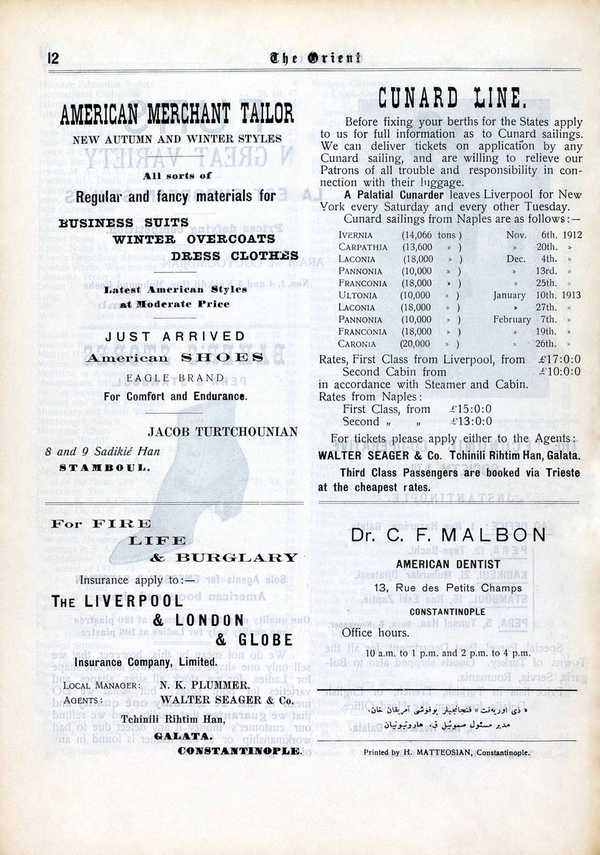 12
The Orient
AMERICAN MERCHANT TAILOR
NEW AUTUMN AND WINTER STYLES
All sorts of
Regular and fancy materials for
BUSINESS SUITS
WINTER OVERCOATS
DRESS CLOTHES
Latest American Styles
at Moderate Price
JUST ARRIVED
American SHOES
EAGLE BRAND
For Comfort and Endurance.
JACOB TURTCHOUNIAN
8 and 9 Sadikié Han
STAMBOUL.
For FIRE
LIFE
& BURGLARY
Insurance apply to:—
THE LIVERPOOL
& LONDON
& GLOBE
Insurance Company, Limited.
LOCAL MANAGER: N. K. PLUMMER.
AGENTS: WALTER SEAGER & Co.
Tchinili Rihtim Han,
GALATA.
CONSTANTINOPLE.
CUNARD LINE.
Before fixing your berths for the States apply
to us for full information as to Cunard sailings.
We can deliver tickets on application by any
Cunard sailing, and are willing to relieve our
Patrons of all trouble and responsibility in con-
nection with their luggage.
A Palatial Cunarder leaves Liverpool for New
York every Saturday and every other Tuesday.
Cunard sailings from Naples are as follows:—
IVERNIA (14,066 tons) Nov. 6th. 1912
CARPATHIA (13,600 » ) » 20th. »
LACONIA (18,000 » ) Dec. 4th. »
PANNONIA (10,000 » ) » 13rd. »
FRANCONIA (18,000 » ) » 25th. »
ULTONIA (10,000 » ) January 10th. 1913
LACONIA (18,000 » ) » 27th. »
PANNONIA (10,000 » ) February 7th. »
FRANCONIA (18,000 » ) » 19th. »
CARONIA (20,000 » ) » 26th. »
Rates, First Class from Liverpool, from £17:0:0
Second Cabin from £10:0:0
in accordance with Steamer and Cabin.
Rates from Naples:
First Class, from £15:0:0
Second „ „ £13:0:0
For tickets please apply either to the Agents:
WALTER SEAGER & Co. Tchinili Rihtim Han, Galata.
Third Class Passengers are booked via Trieste
at the cheapest rates.
Dr. C. F. MALBON
AMERICAN DENTIST
13, Rue des Petits Champs
CONSTANTINOPLE
Office hours.
10 a.m. to 1 p.m. and 2 p.m. to 4 p.m.
« ذی اوریه‌نت » فنجانجیلر یوقوشی آمریقان خان.
مدیر مسئول صموئیل ق. هاروتیونیان
Printed by H. MATTEOSIAN, Constantinople.